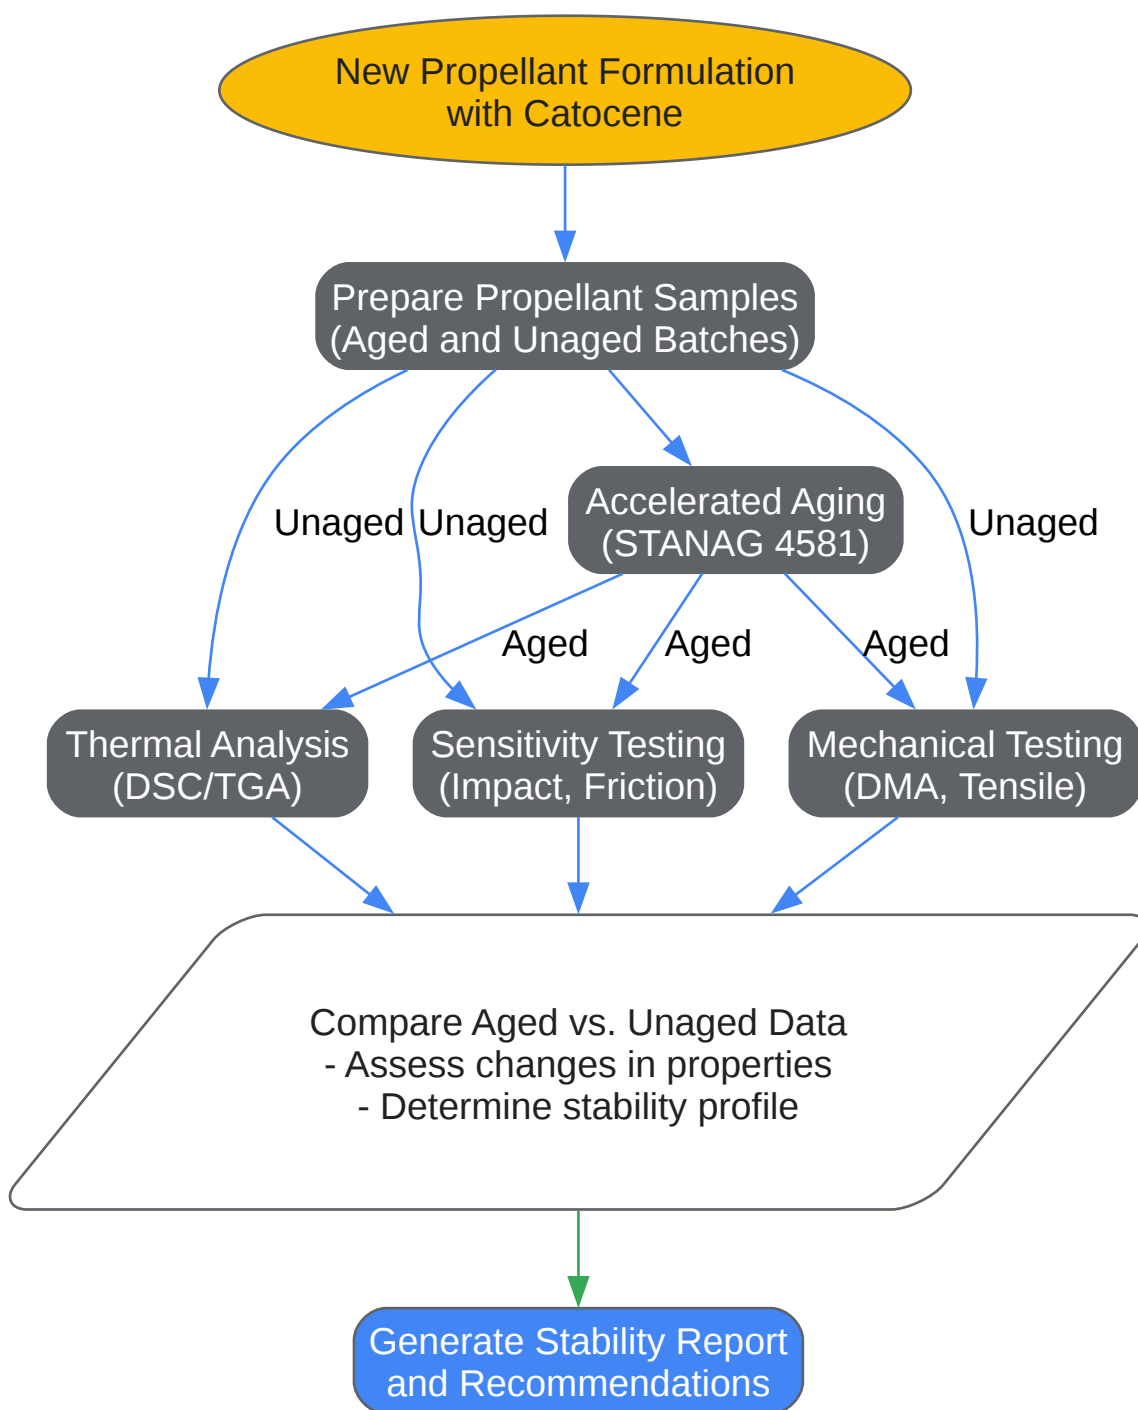 New Propellant Formulation
with Catocene
Prepare Propellant Samples
(Aged and Unaged Batches)
Unaged
Unaged
Accelerated Aging
(STANAG 4581)
Unaged
Aged
Aged
Aged
Thermal Analysis
(DSC/TGA)
Sensitivity Testing
(Impact, Friction)
Mechanical Testing
(DMA, Tensile)
Compare Aged vs. Unaged Data
- Assess changes in properties
- Determine stability profile
Generate Stability Report
and Recommendations